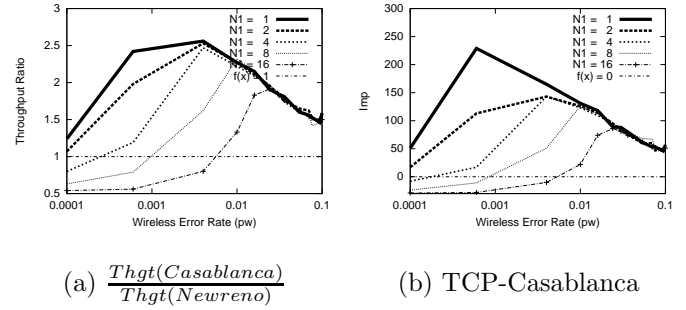 3
2.5
2
1.5
1
0.5
0.0001 0.001 0.01 0.1
Throughput Ratio
Wireless Error Rate (pw)
N1 = 1
N1 = 2
N1 = 4
N1 = 8
N1 = 16
f(x) = 1
300
250
200
150
100
50
0
0.0001 0.001 0.01 0.1
Imp
Wireless Error Rate (pw)
N1 = 1
N1 = 2
N1 = 4
N1 = 8
N1 = 16
f(x) = 0
(a) Thgt(Casablanca) / Thgt(Newreno)
(b) TCP-Casablanca